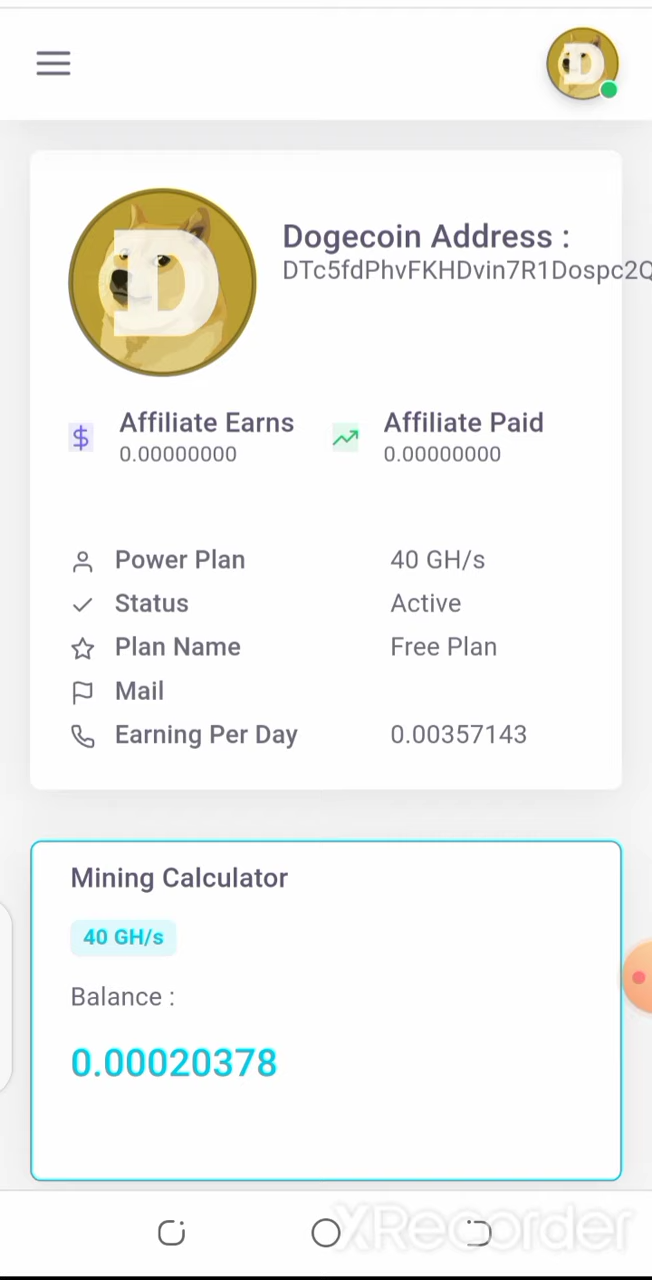 D
D
Dogecoin Address :
DTc5fdPhvFKHDvin7R1Dospc2Q
Affiliate Earns
0.00000000
Affiliate Paid
0.00000000
Power Plan 40 GH/s
Status Active
Plan Name Free Plan
Mail
Earning Per Day 0.00357143
Mining Calculator
40 GH/s
Balance :
0.00020378
XRecorder